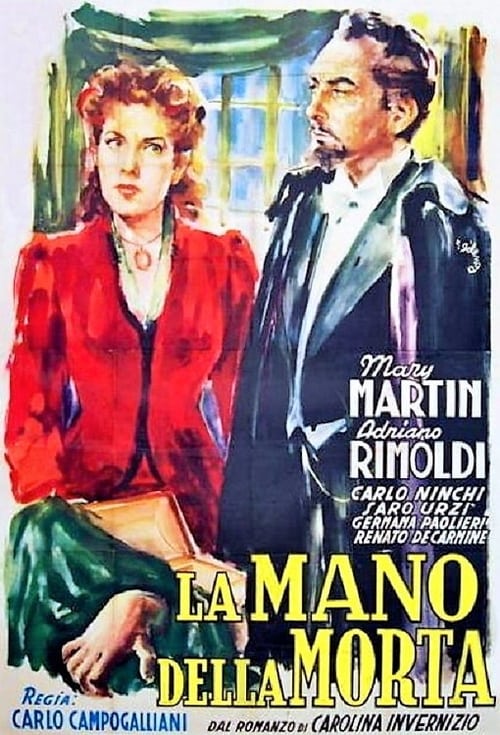 Mary
MARTIN
Adriano
RIMOLDI
CARLO NINCHI
SARO URZI'
GERMANA PAOLIERI
RENATO DE CARMINE
LA MANO
DELLA MORTA
REGIA:
CARLO CAMPOGALLIANI
DAL ROMANZO DI CAROLINA INVERNIZIO